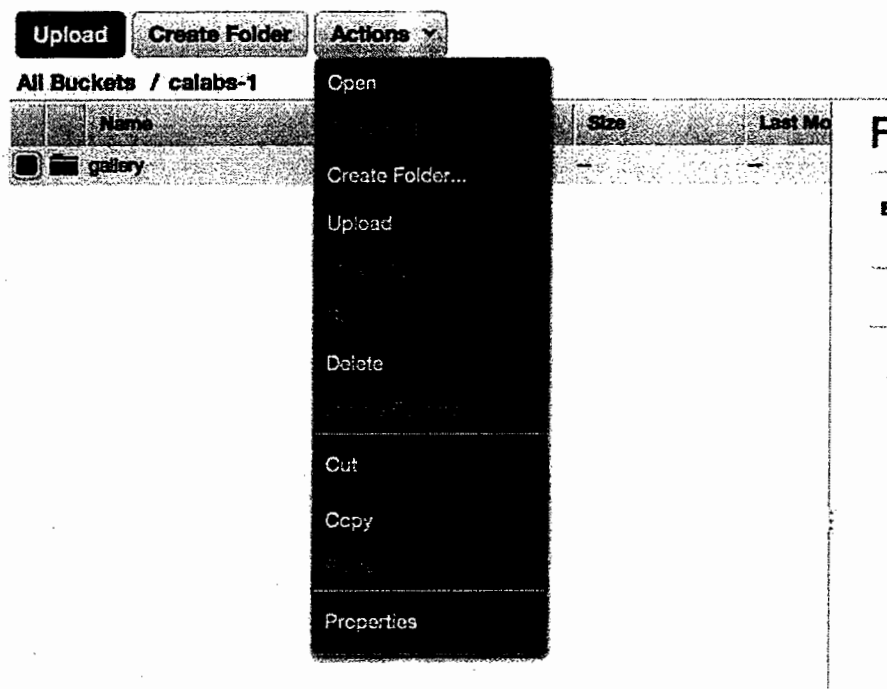 Upload Create Folder Actions
All Buckets / calabs-1
Name Size Last Mo
gallery – –
Open
Create Folder...
Upload
Delete
Cut
Copy
Properties